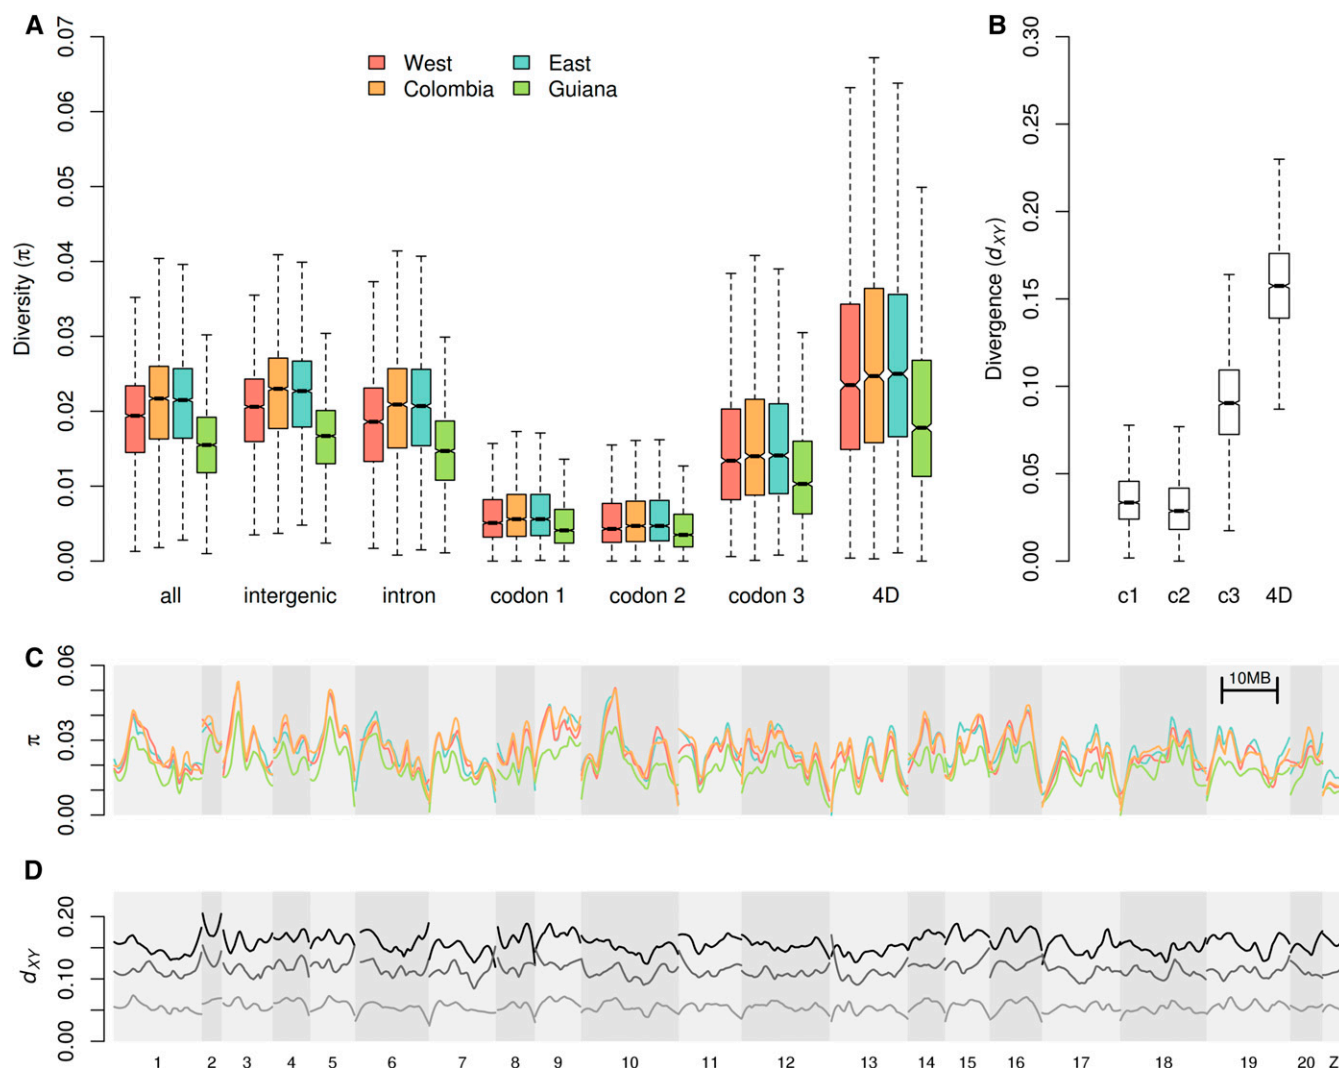 A
B
0.07
0.06
0.05
0.04
0.03
0.02
0.01
0.00
Diversity (π)
West
East
Colombia
Guiana
all intergenic intron codon 1 codon 2 codon 3 4D
0.30
0.25
0.20
0.15
0.10
0.05
0.00
Divergence (dXY)
c1 c2 c3 4D
C
0.06
0.03
0.00
π
10MB
D
0.20
0.10
0.00
dXY
1 2 3 4 5 6 7 8 9 10 11 12 13 14 15 16 17 18 19 20 Z